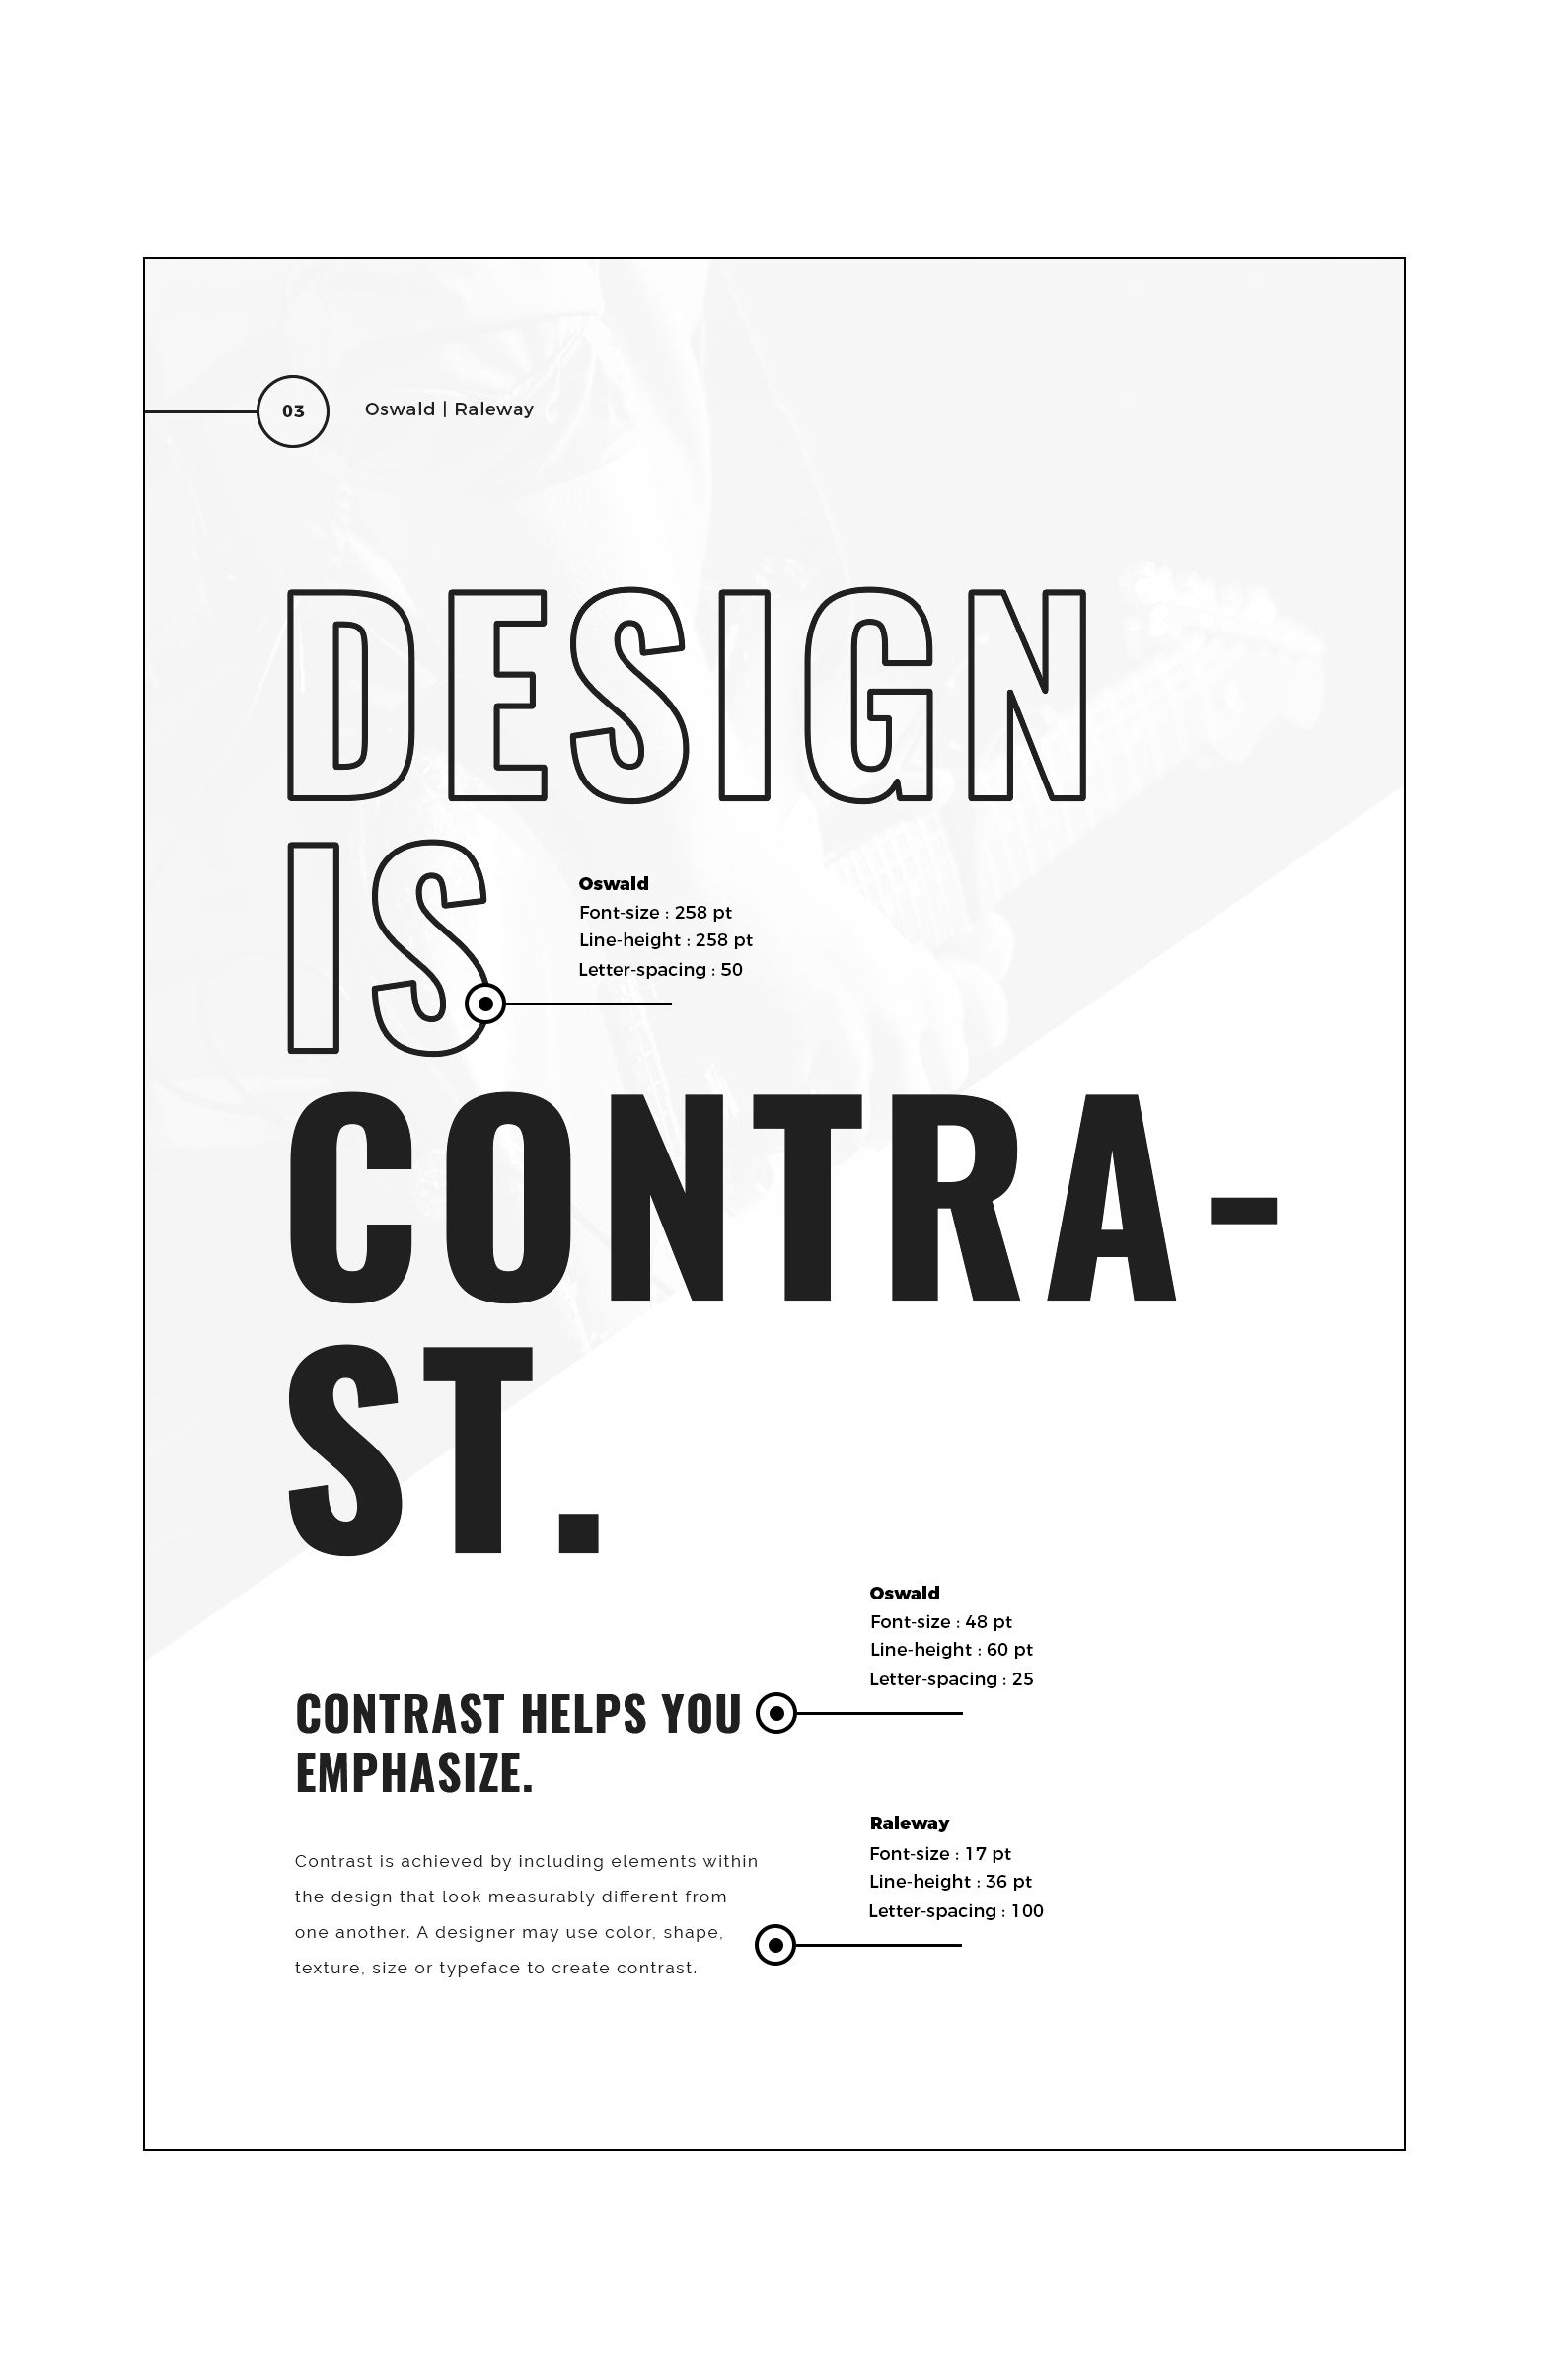 03
Oswald | Raleway
DESIGN
IS
Oswald
Font-size : 258 pt
Line-height : 258 pt
Letter-spacing : 50
CONTRA-
ST.
Oswald
Font-size : 48 pt
Line-height : 60 pt
Letter-spacing : 25
CONTRAST HELPS YOU
EMPHASIZE.
Raleway
Font-size : 17 pt
Line-height : 36 pt
Letter-spacing : 100
Contrast is achieved by including elements within
the design that look measurably different from
one another. A designer may use color, shape,
texture, size or typeface to create contrast.